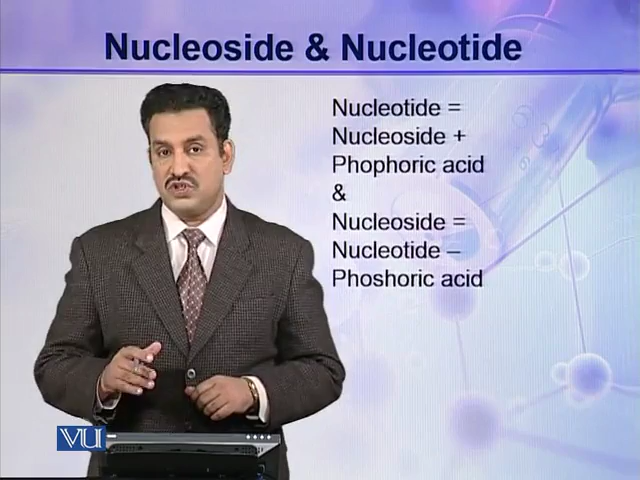 Nucleoside & Nucleotide
Nucleotide =
Nucleoside +
Phophoric acid
&
Nucleoside =
Nucleotide –
Phoshoric acid
VU